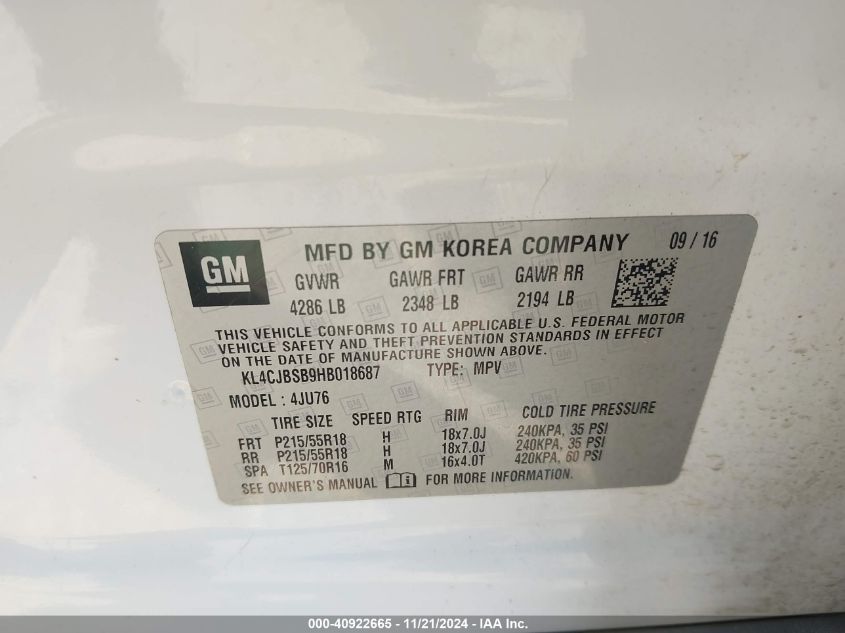 GM
MFD BY GM KOREA COMPANY 09 / 16
GVWR GAWR FRT GAWR RR
4286 LB 2348 LB 2194 LB
THIS VEHICLE CONFORMS TO ALL APPLICABLE U.S. FEDERAL MOTOR
VEHICLE SAFETY AND THEFT PREVENTION STANDARDS IN EFFECT
ON THE DATE OF MANUFACTURE SHOWN ABOVE.
KL4CJBSB9HB018687 TYPE: MPV
MODEL : 4JU76
TIRE SIZE SPEED RTG RIM COLD TIRE PRESSURE
FRT P215/55R18 H 18x7.0J 240KPA, 35 PSI
RR P215/55R18 H 18x7.0J 240KPA, 35 PSI
SPA T125/70R16 M 16x4.0T 420KPA, 60 PSI
SEE OWNER'S MANUAL FOR MORE INFORMATION.
000-40922665 - 11/21/2024 - IAA Inc.